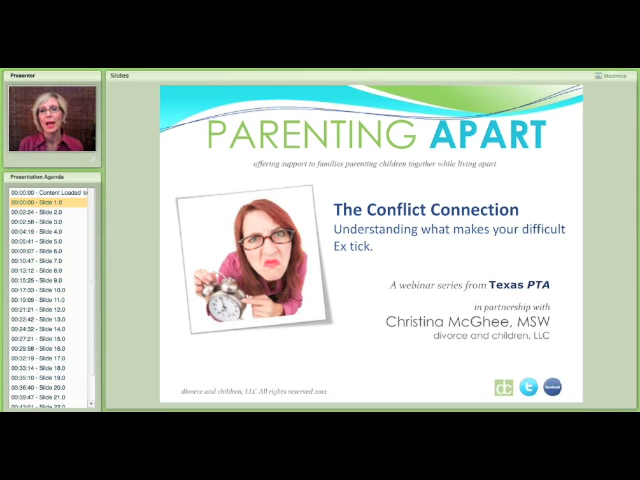 Presenter
Slides
Maximize
Presentation Agenda
00:00:00 - Content Loaded
00:00:00 - Slide 1.0
00:02:24 - Slide 2.0
00:02:58 - Slide 3.0
00:04:19 - Slide 4.0
00:05:41 - Slide 5.0
00:09:07 - Slide 6.0
00:10:47 - Slide 7.0
00:13:12 - Slide 8.0
00:15:25 - Slide 9.0
00:17:33 - Slide 10.0
00:19:09 - Slide 11.0
00:21:21 - Slide 12.0
00:22:42 - Slide 13.0
00:24:32 - Slide 14.0
00:27:21 - Slide 15.0
00:29:58 - Slide 16.0
00:32:19 - Slide 17.0
00:33:14 - Slide 18.0
00:35:10 - Slide 19.0
00:36:40 - Slide 20.0
00:39:47 - Slide 21.0
PARENTING APART
offering support to families parenting children together while living apart
The Conflict Connection
Understanding what makes your difficult
Ex tick.
A webinar series from Texas PTA
in partnership with
Christina McGhee, MSW
divorce and children, LLC
divorce and children, LLC All rights reserved 2012
dc
facebook